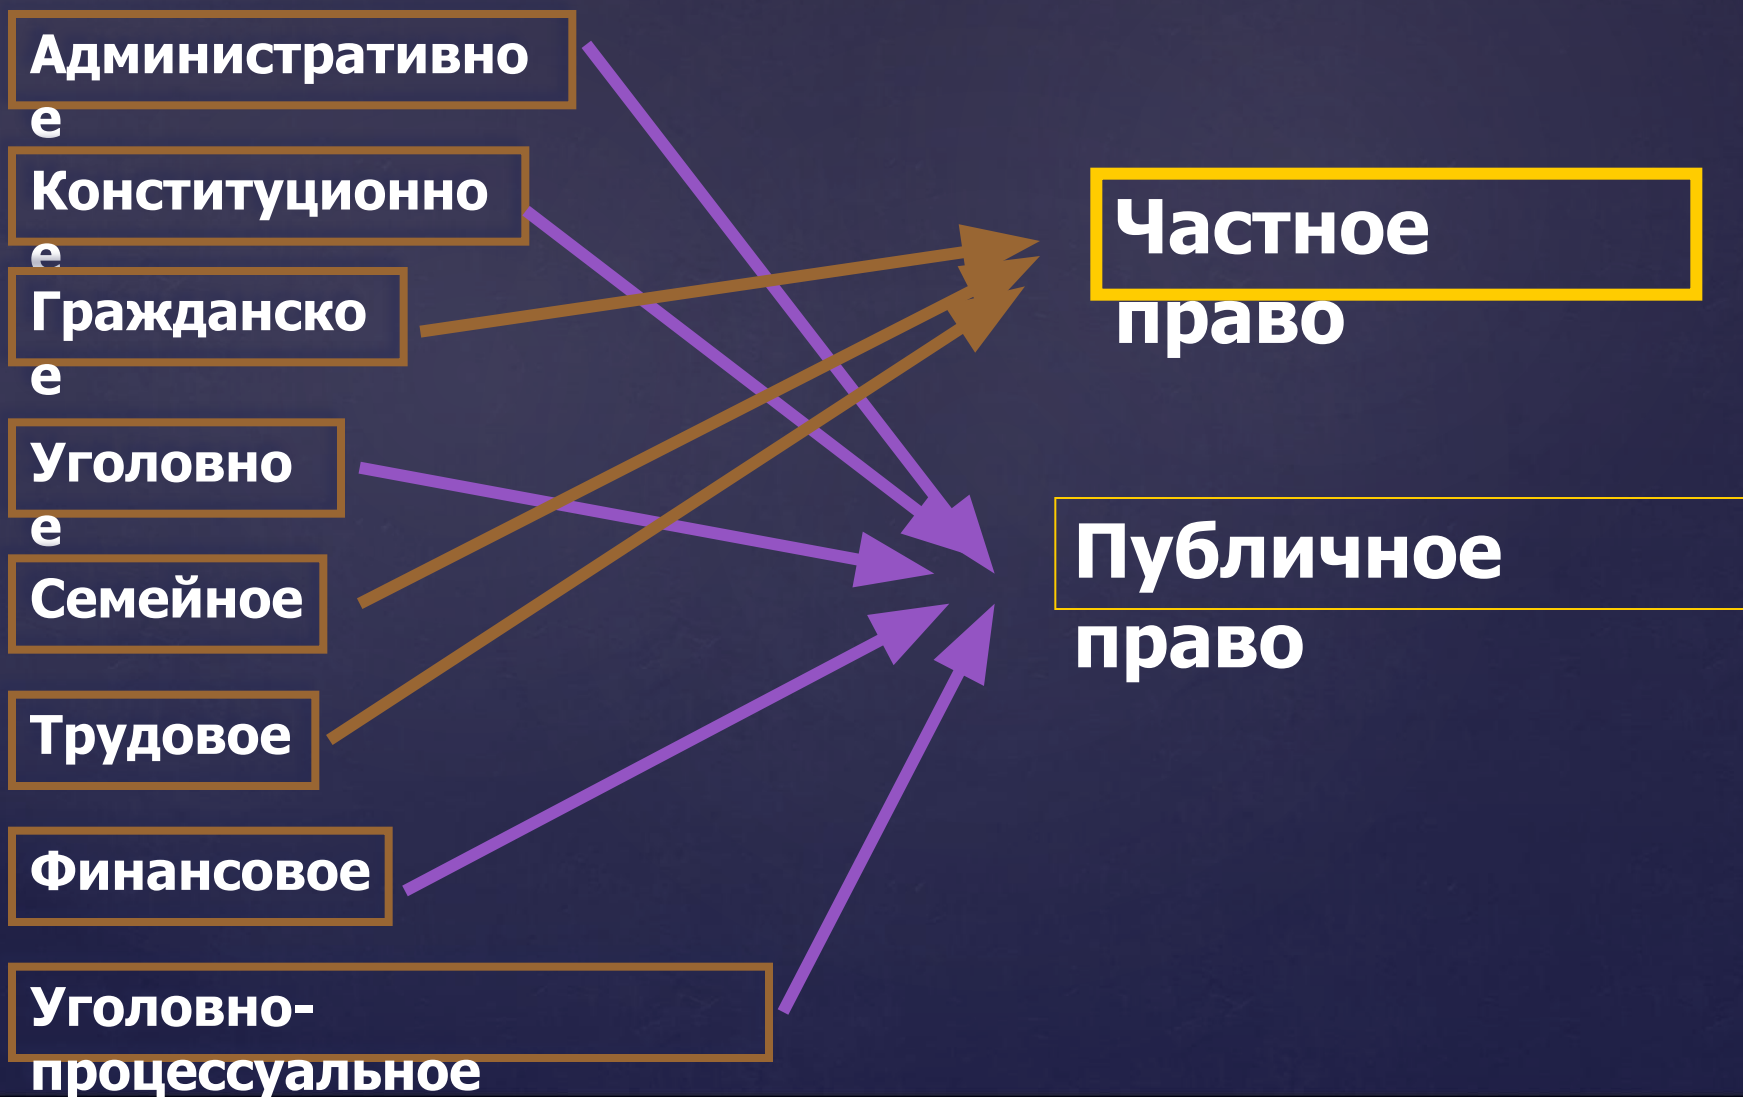 Административно
е
Конституционно
е
Гражданско
е
Уголовно
е
Семейное
Трудовое
Финансовое
Уголовно-
процессуальное
Частное
право
Публичное
право